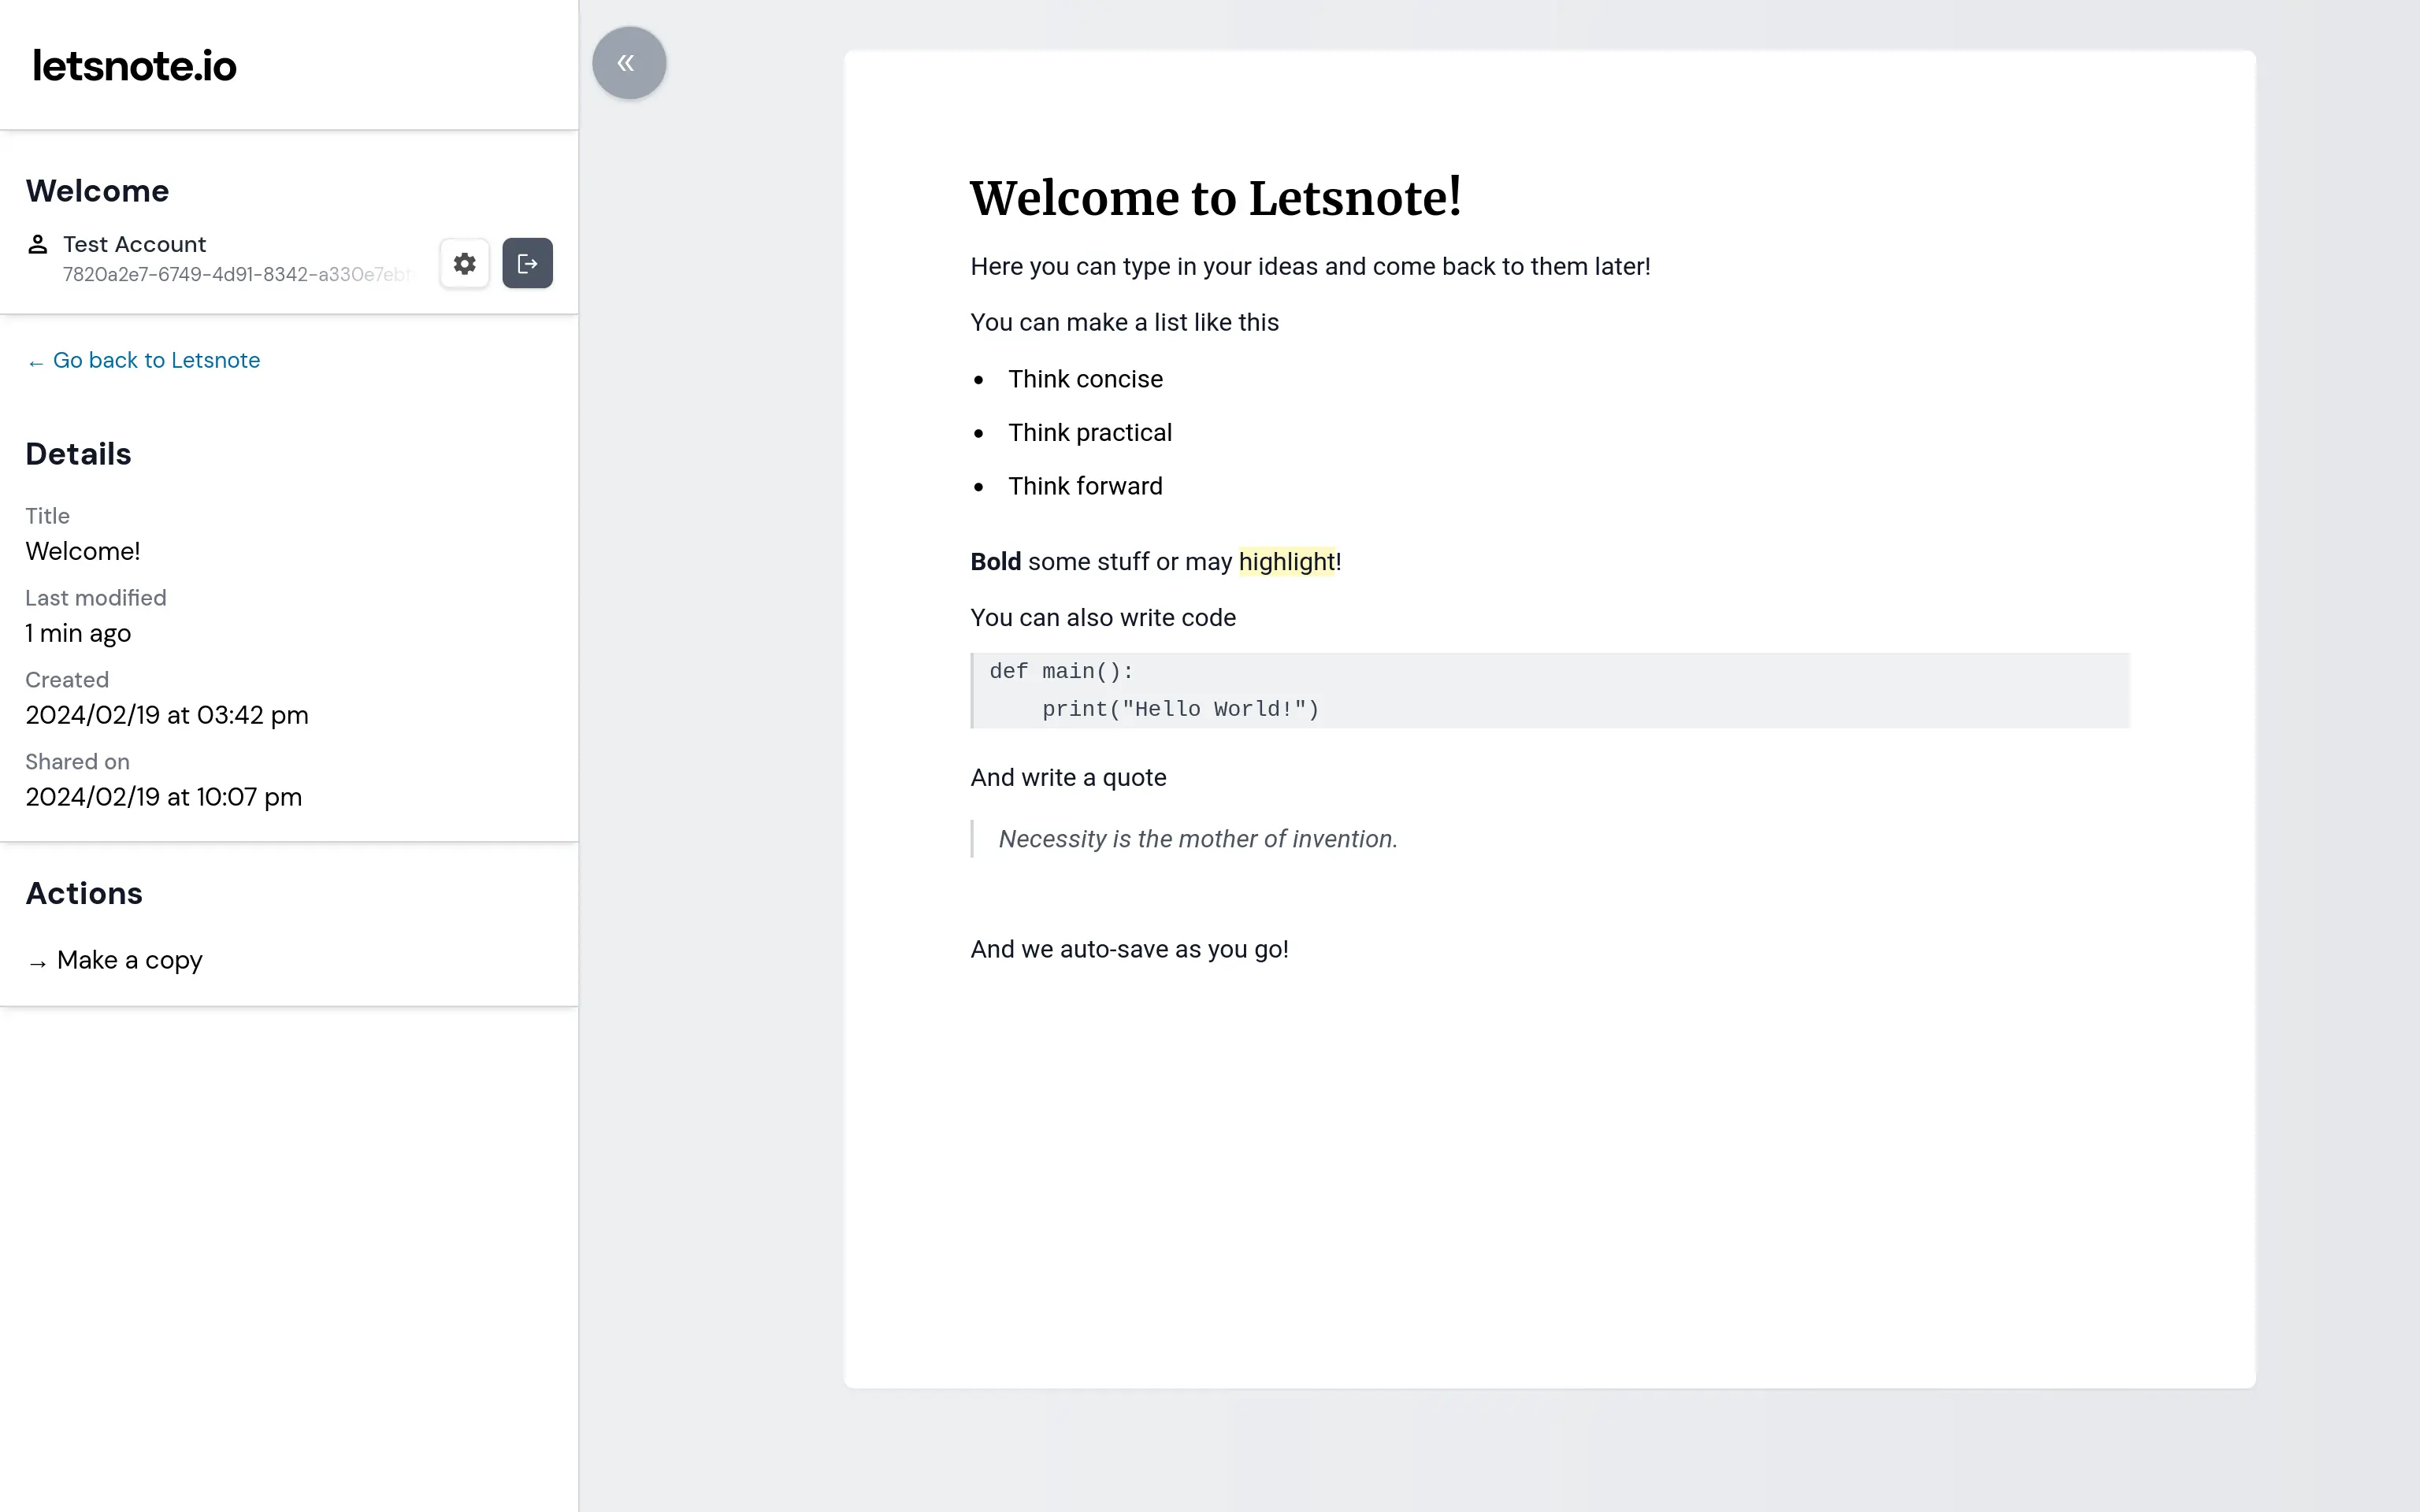 letsnote.io
Welcome
Test Account
7820a2e7-6749-4d91-8342-a330e7eb
← Go back to Letsnote
Details
Title
Welcome!
Last modified
1 min ago
Created
2024/02/19 at 03:42 pm
Shared on
2024/02/19 at 10:07 pm
Actions
→ Make a copy
«
Welcome to Letsnote!
Here you can type in your ideas and come back to them later!
You can make a list like this
• Think concise
• Think practical
• Think forward
Bold some stuff or may highlight!
You can also write code
def main():
    print("Hello World!")
And write a quote
Necessity is the mother of invention.
And we auto-save as you go!